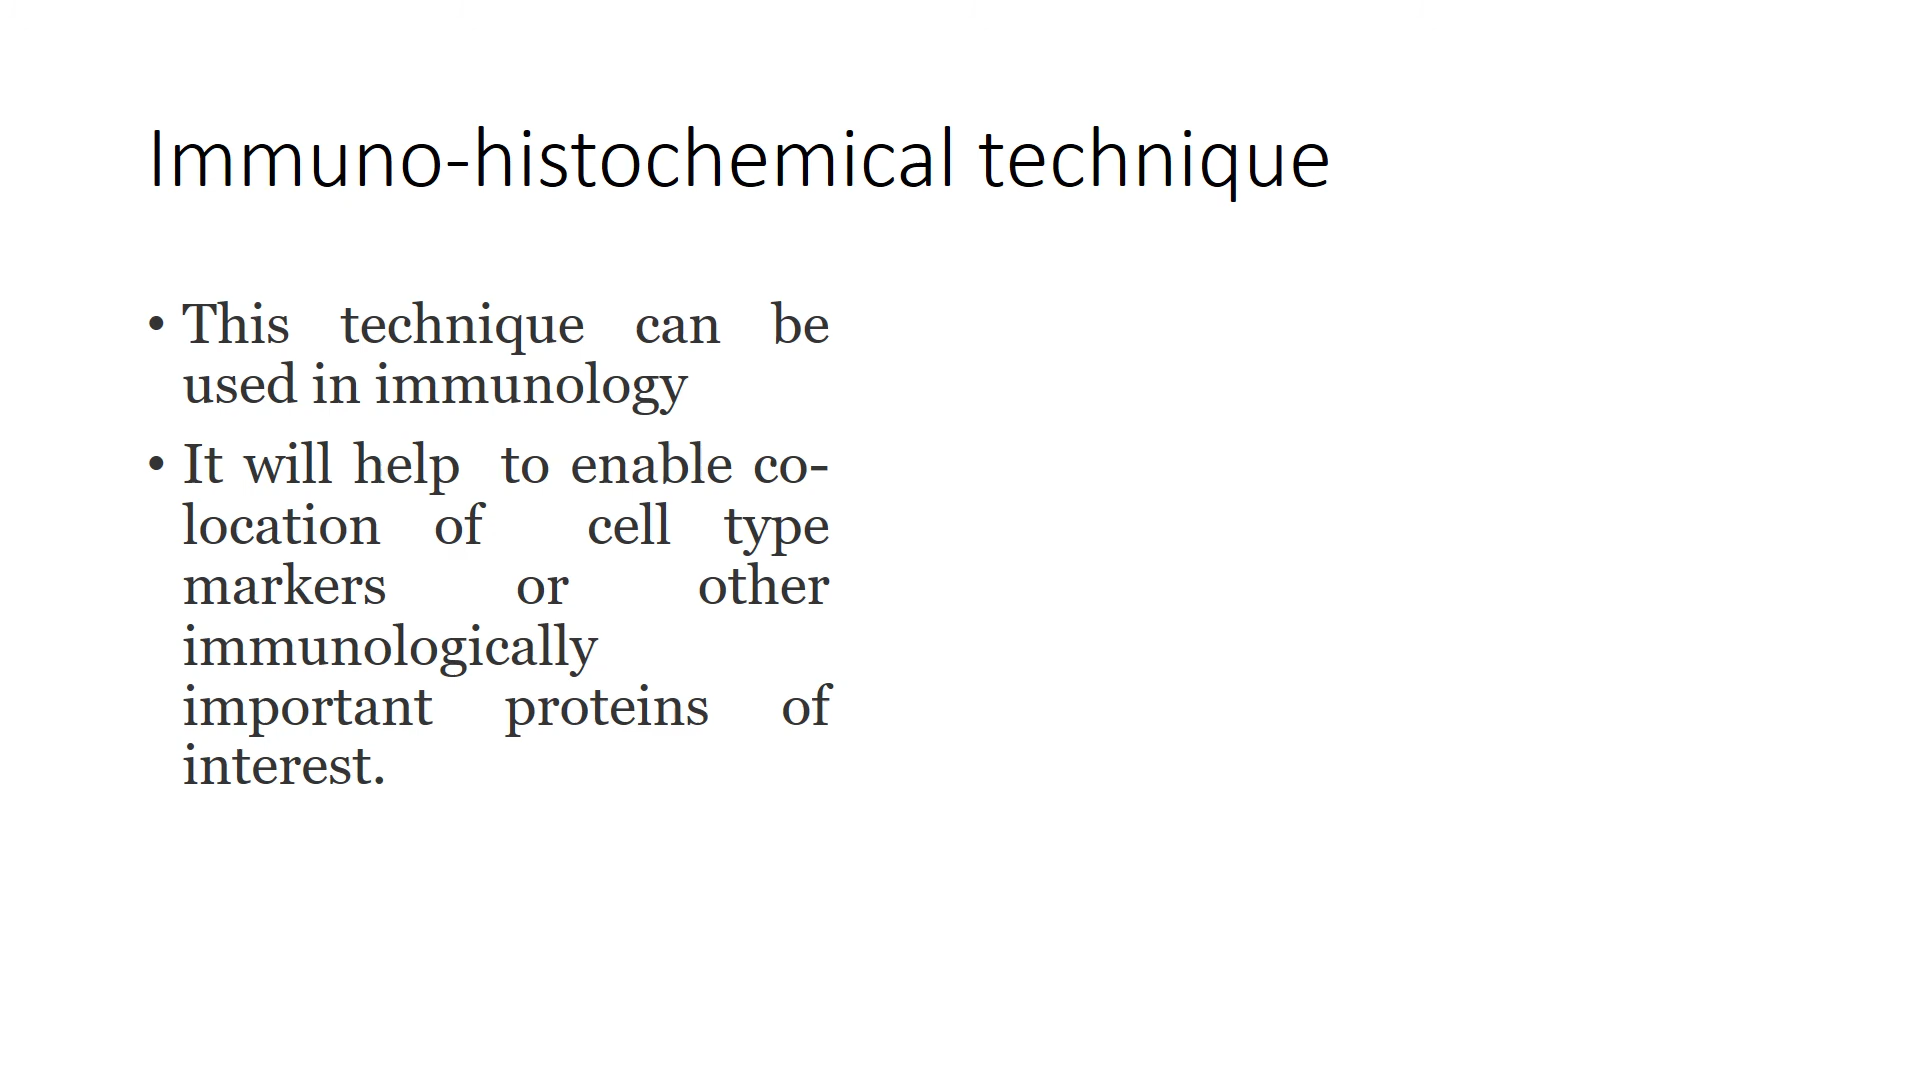 Immuno-histochemical technique
• This technique can be
used in immunology
• It will help to enable co-
location of cell type
markers or other
immunologically
important proteins of
interest.